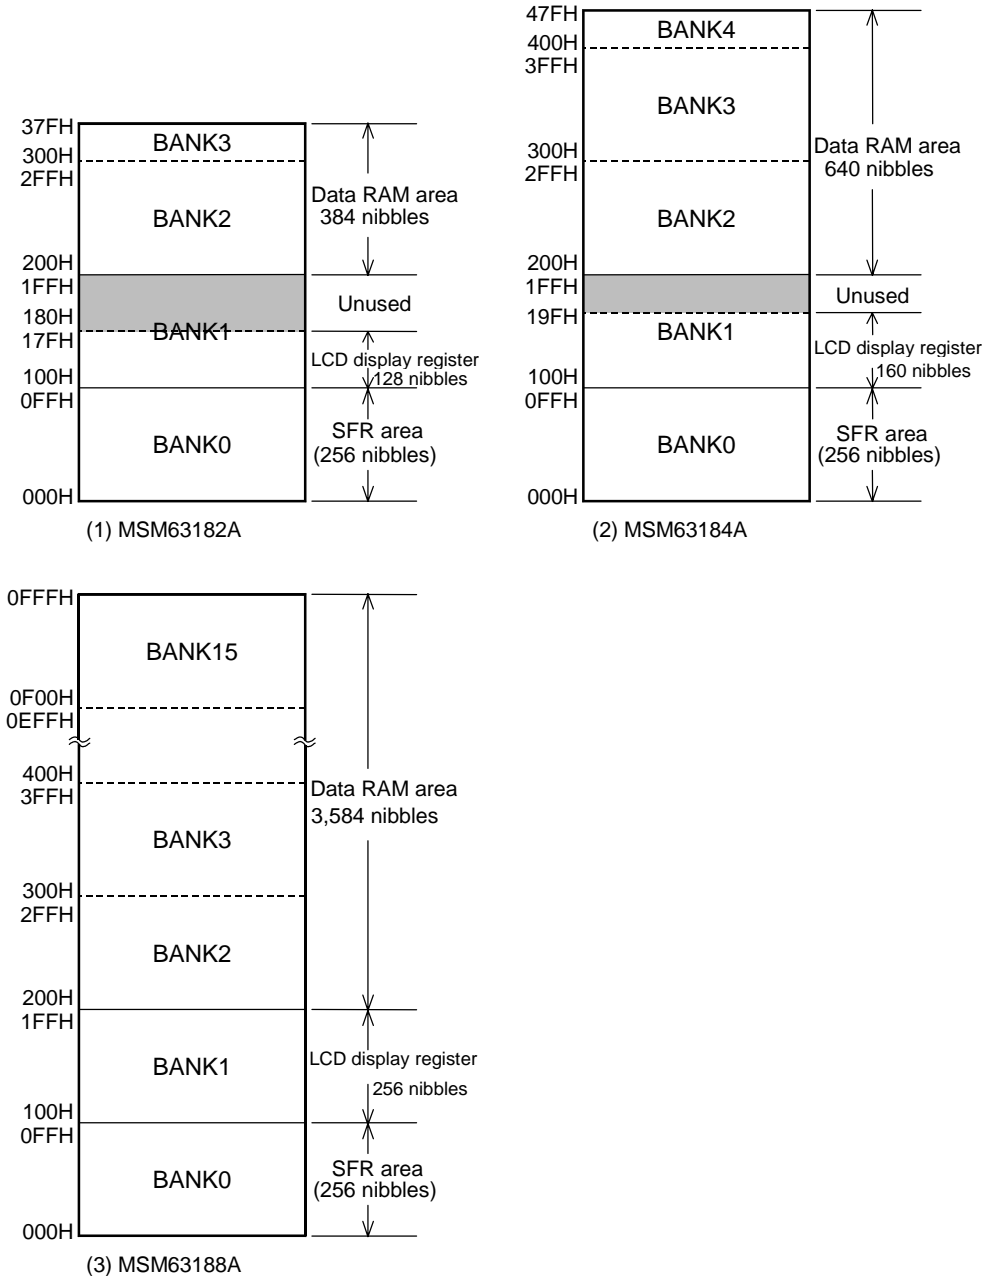 37FH
BANK3
300H
2FFH
Data RAM area
384 nibbles
BANK2
200H
1FFH
Unused
180H
BANK1
17FH
LCD display register
128 nibbles
100H
0FFH
SFR area
(256 nibbles)
BANK0
000H
(1) MSM63182A
47FH
BANK4
400H
3FFH
BANK3
Data RAM area
640 nibbles
300H
2FFH
BANK2
200H
1FFH
Unused
19FH
BANK1
LCD display register
160 nibbles
100H
0FFH
SFR area
(256 nibbles)
BANK0
000H
(2) MSM63184A
0FFFH
BANK15
0F00H
0EFFH
400H
Data RAM area
3FFH
3,584 nibbles
BANK3
300H
2FFH
BANK2
200H
1FFH
LCD display register
BANK1
256 nibbles
100H
0FFH
SFR area
BANK0
(256 nibbles)
000H
(3) MSM63188A